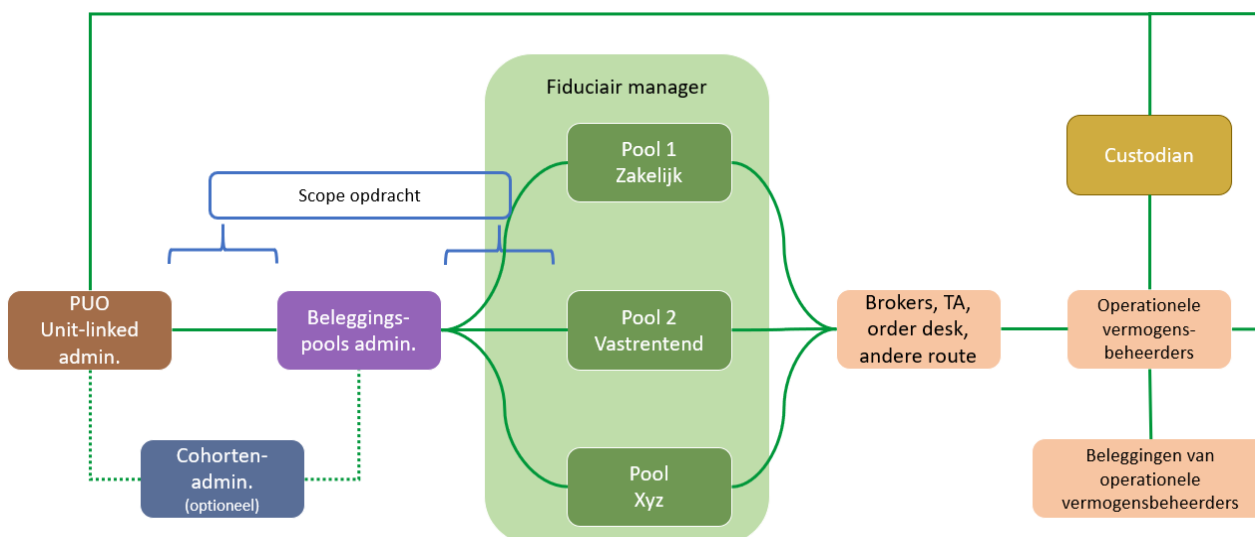 Fiduciair manager
Pool 1
Zakelijk
Custodian
Scope opdracht
PUO
Unit-linked
admin.
Beleggings-
pools admin.
Pool 2
Vastrentend
Brokers, TA,
order desk,
andere route
Operationele
vermogens-
beheerders
Cohorten-
admin.
(optioneel)
Pool
Xyz
Beleggingen van
operationele
vermogensbeheerders